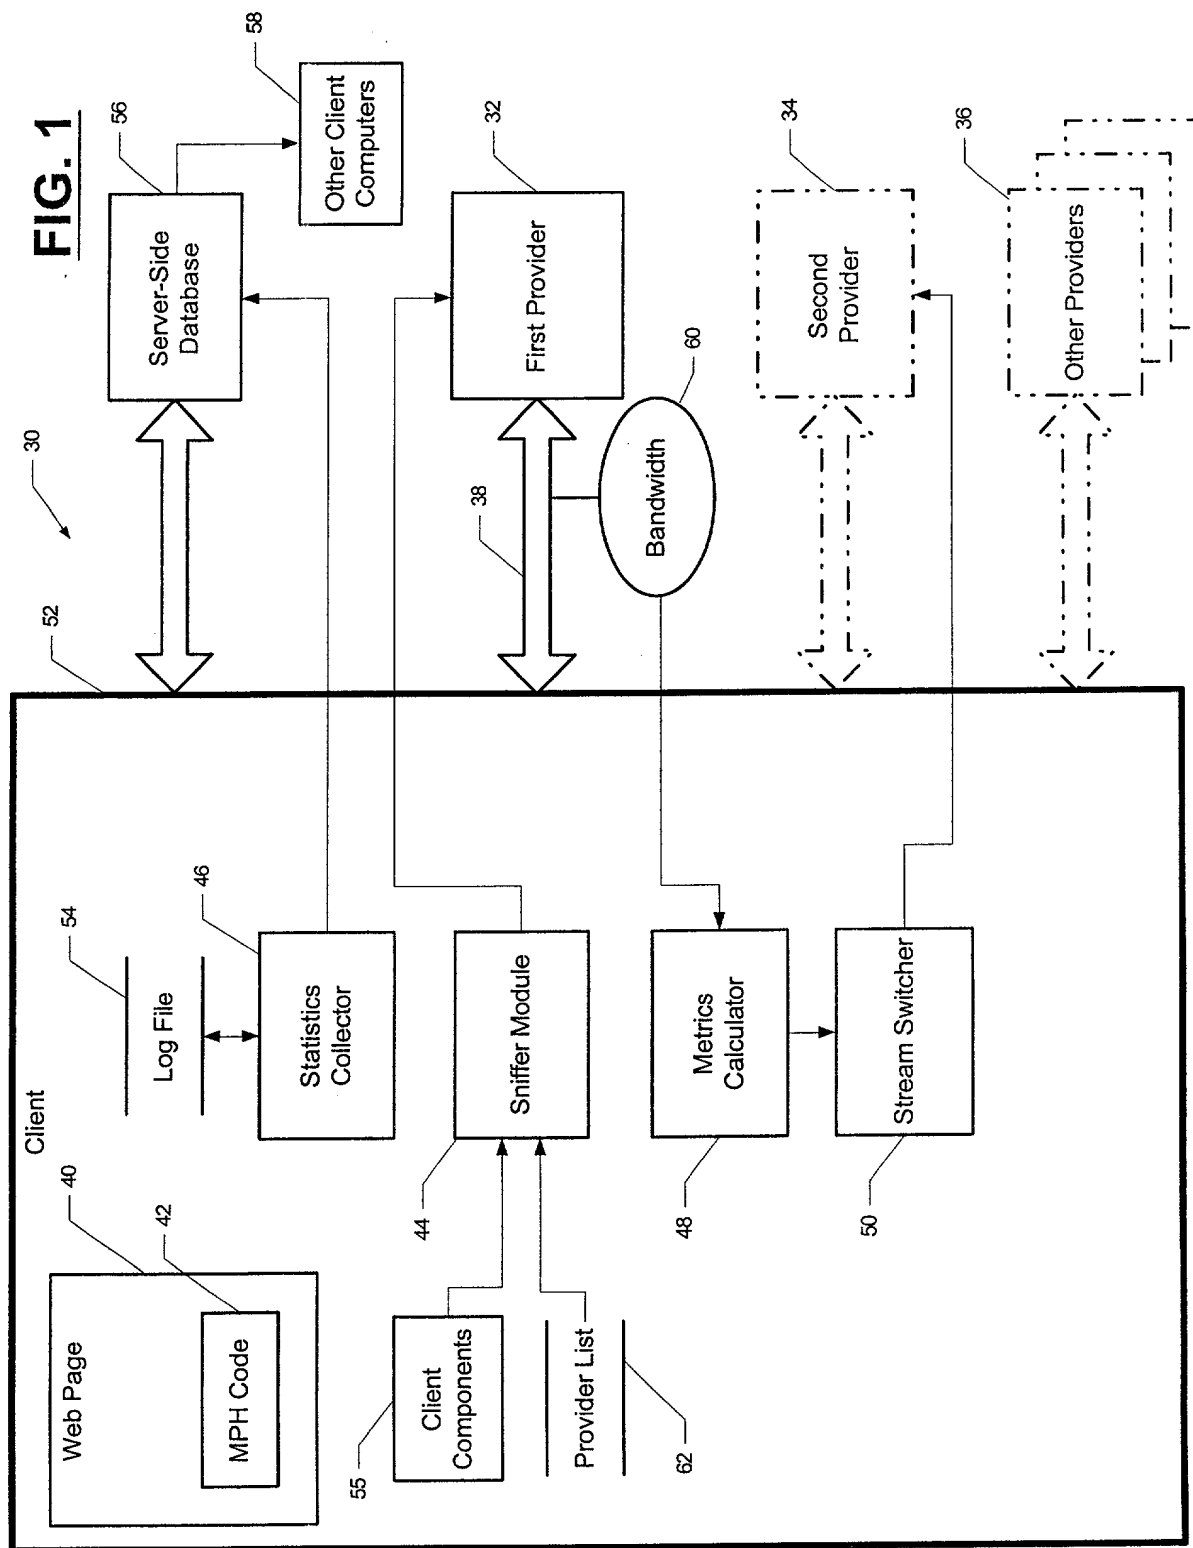 FIG. 1
Client
52
30
Web Page
40
MPH Code
42
Log File
54
Statistics
Collector
46
Server-Side
Database
56
Other Client
Computers
58
Client
Components
55
Provider List
62
Sniffer Module
44
38
First Provider
32
Bandwidth
60
Metrics
Calculator
48
Stream Switcher
50
Second
Provider
34
Other Providers
36